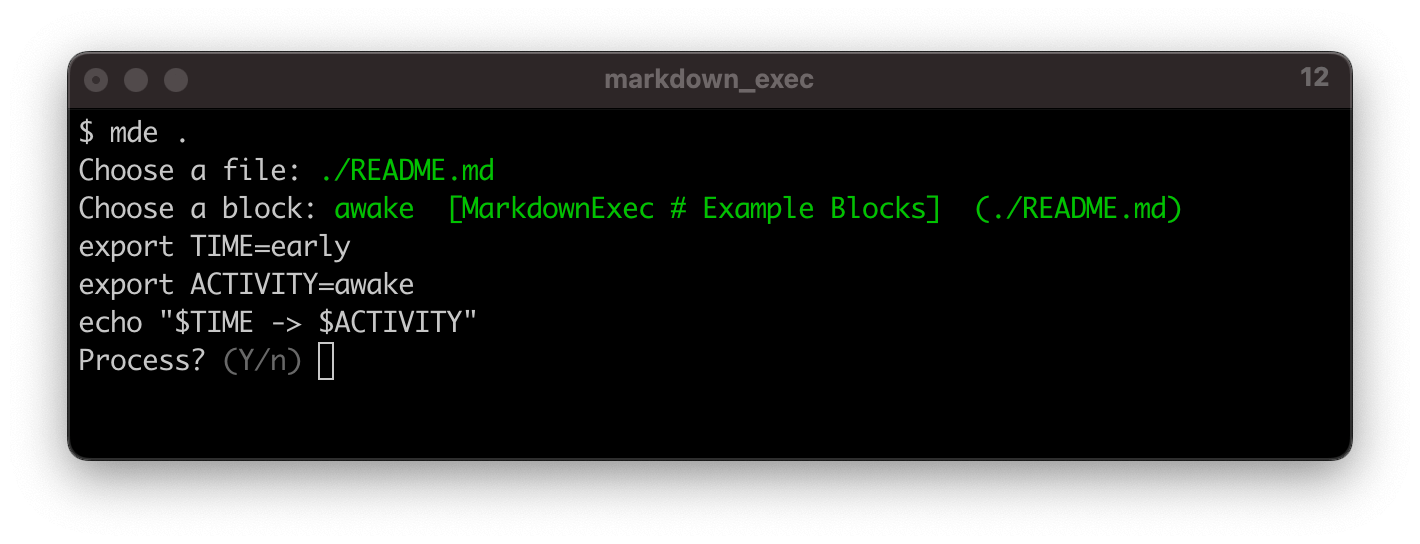 markdown_exec 12
$ mde .
Choose a file: ./README.md
Choose a block: awake  [MarkdownExec # Example Blocks]  (./README.md)
export TIME=early
export ACTIVITY=awake
echo "$TIME -> $ACTIVITY"
Process? (Y/n)